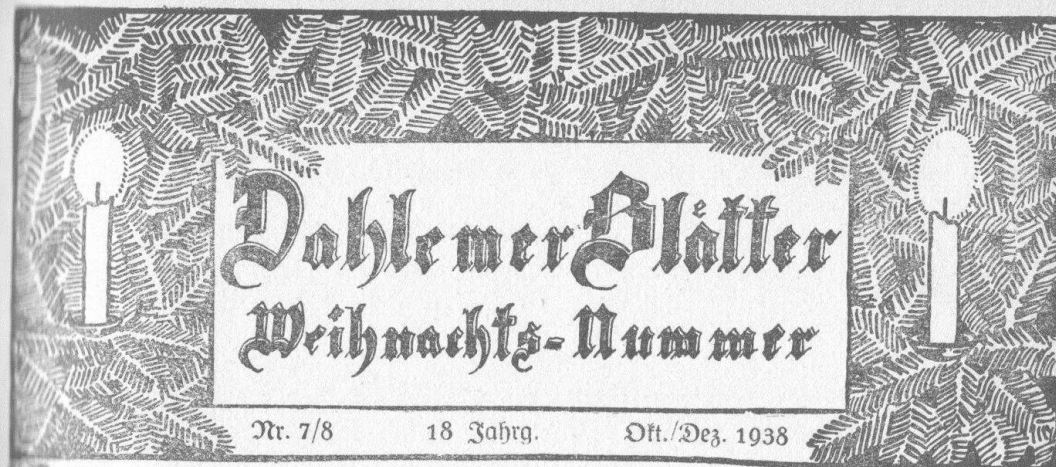 Dahlemer Blätter
Weihnachts-Nummer
Nr. 7/8 18 Jahrg. Okt./Dez. 1938